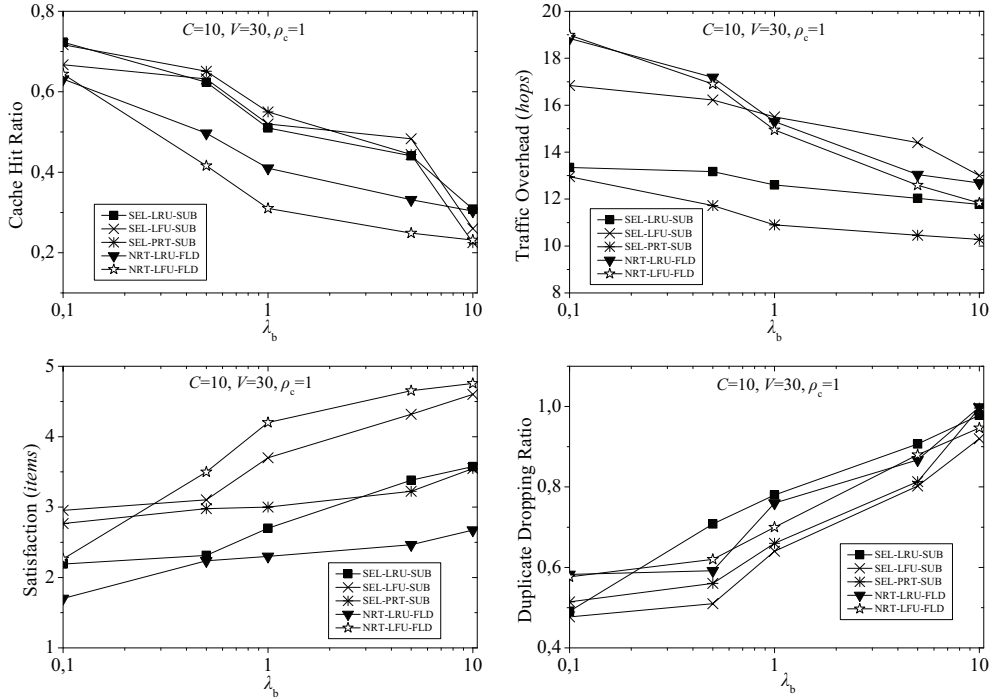 C=10, V=30, ρc=1
Cache Hit Ratio
0,8
0,6
0,4
0,2
SEL-LRU-SUB
SEL-LFU-SUB
SEL-PRT-SUB
NRT-LRU-FLD
NRT-LFU-FLD
0,1 1 10
λb
C=10, V=30, ρc=1
Traffic Overhead (hops)
20
18
16
14
12
10
8
SEL-LRU-SUB
SEL-LFU-SUB
SEL-PRT-SUB
NRT-LRU-FLD
NRT-LFU-FLD
0,1 1 10
λb
C=10, V=30, ρc=1
Satisfaction (items)
5
4
3
2
1
SEL-LRU-SUB
SEL-LFU-SUB
SEL-PRT-SUB
NRT-LRU-FLD
NRT-LFU-FLD
0,1 1 10
λb
C=10, V=30, ρc=1
Duplicate Dropping Ratio
1,0
0,8
0,6
0,4
SEL-LRU-SUB
SEL-LFU-SUB
SEL-PRT-SUB
NRT-LRU-FLD
NRT-LFU-FLD
0,1 1 10
λb